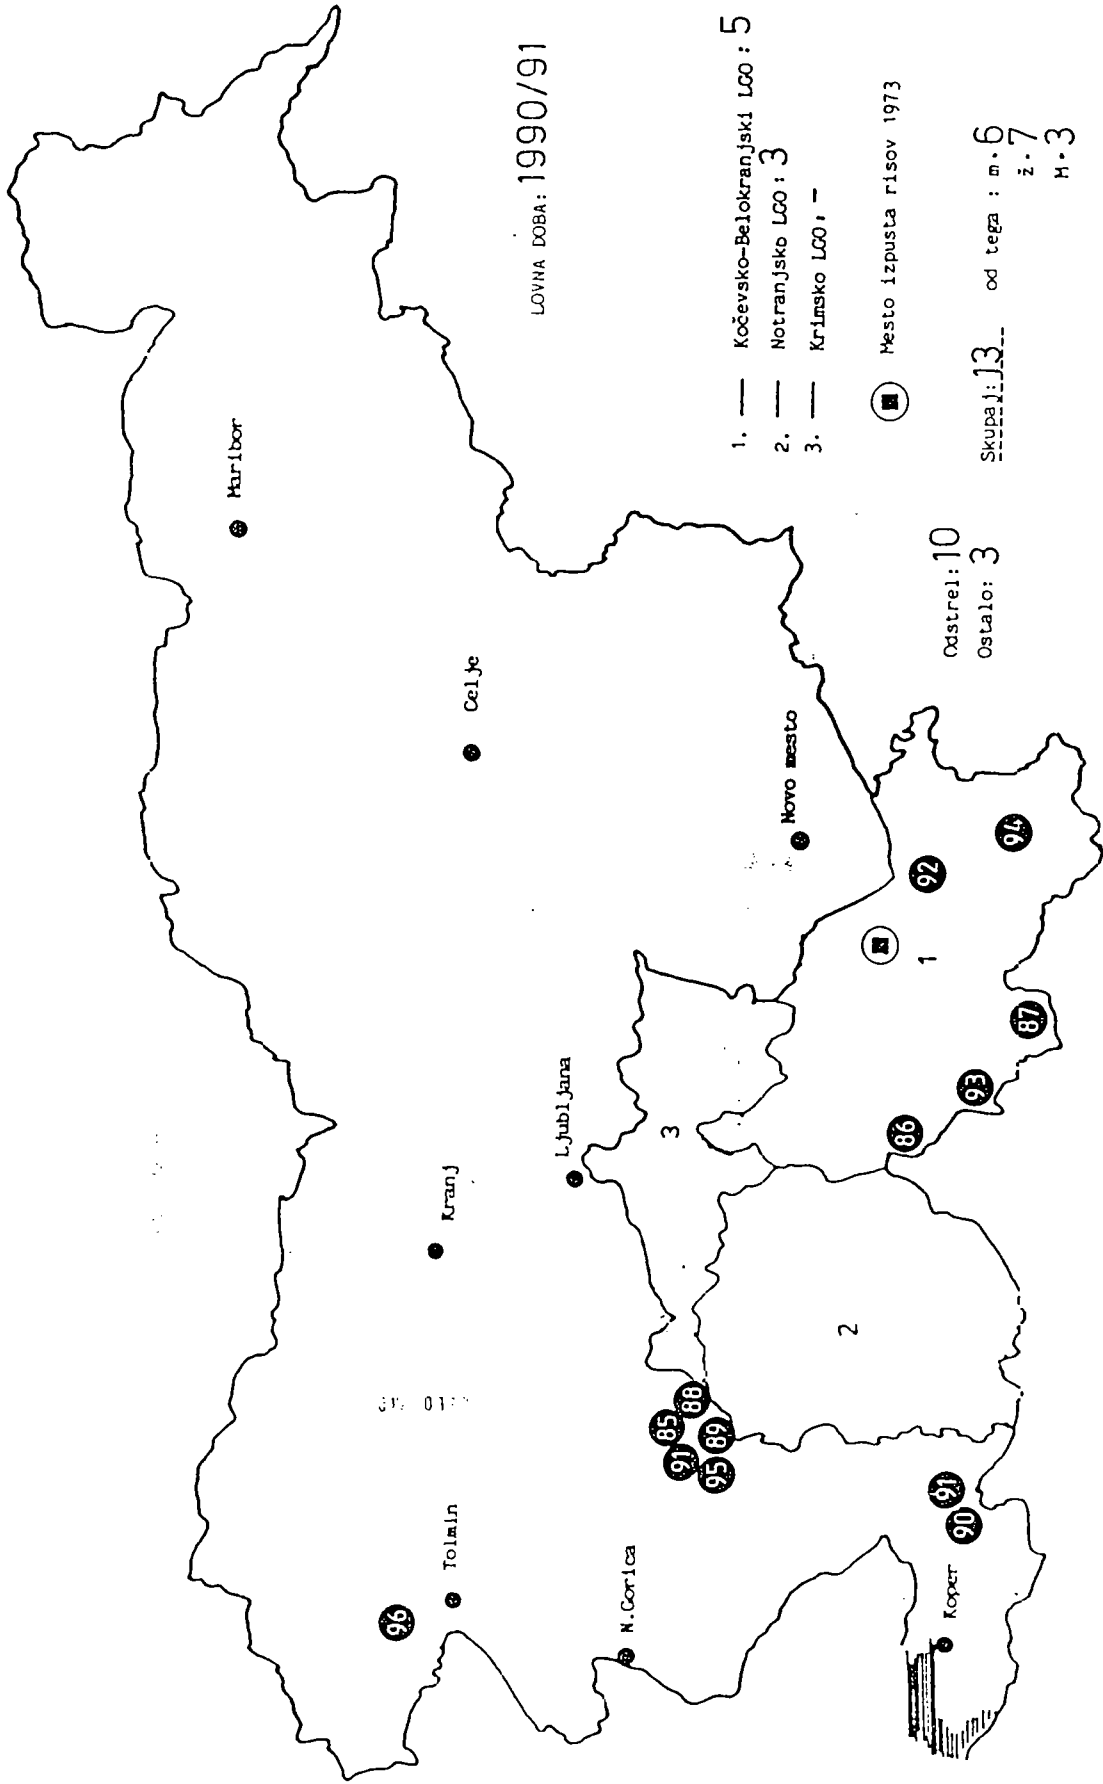 LOVNA DOBA: 1990/91
1. — Kočevsko-Belokranjski LGO : 5
2. — Notranjsko LGO : 3
3. — Krimsko LGO : -
Mesto izpusta risov 1973
Skupaj: 13 od tega : m. 6
ž. 7
M. 3
Odstrel: 10
Ostalo: 3
Maribor
Celje
Novo mesto
Kranj
Ljubljana
Tolmin
N.Gorica
Koper
1
2
3
96
85
88
91
89
95
91
90
86
93
87
92
94